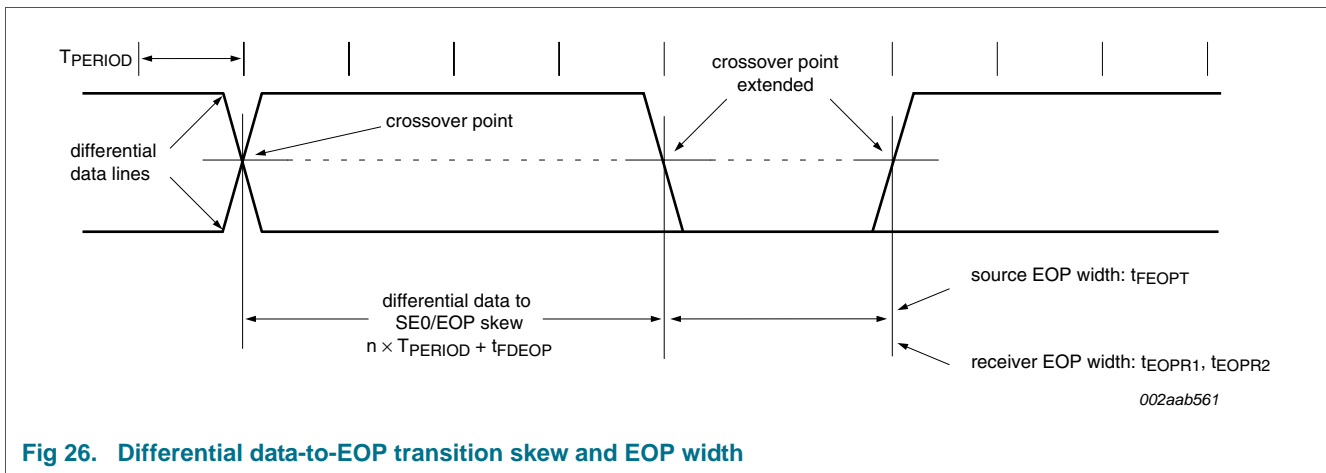 TPERIOD
crossover point
extended
crossover point
differential
data lines
differential data to
SE0/EOP skew
n × TPERIOD + tFDEOP
source EOP width: tFEOPT
receiver EOP width: tEOPR1, tEOPR2
002aab561
Fig 26. Differential data-to-EOP transition skew and EOP width